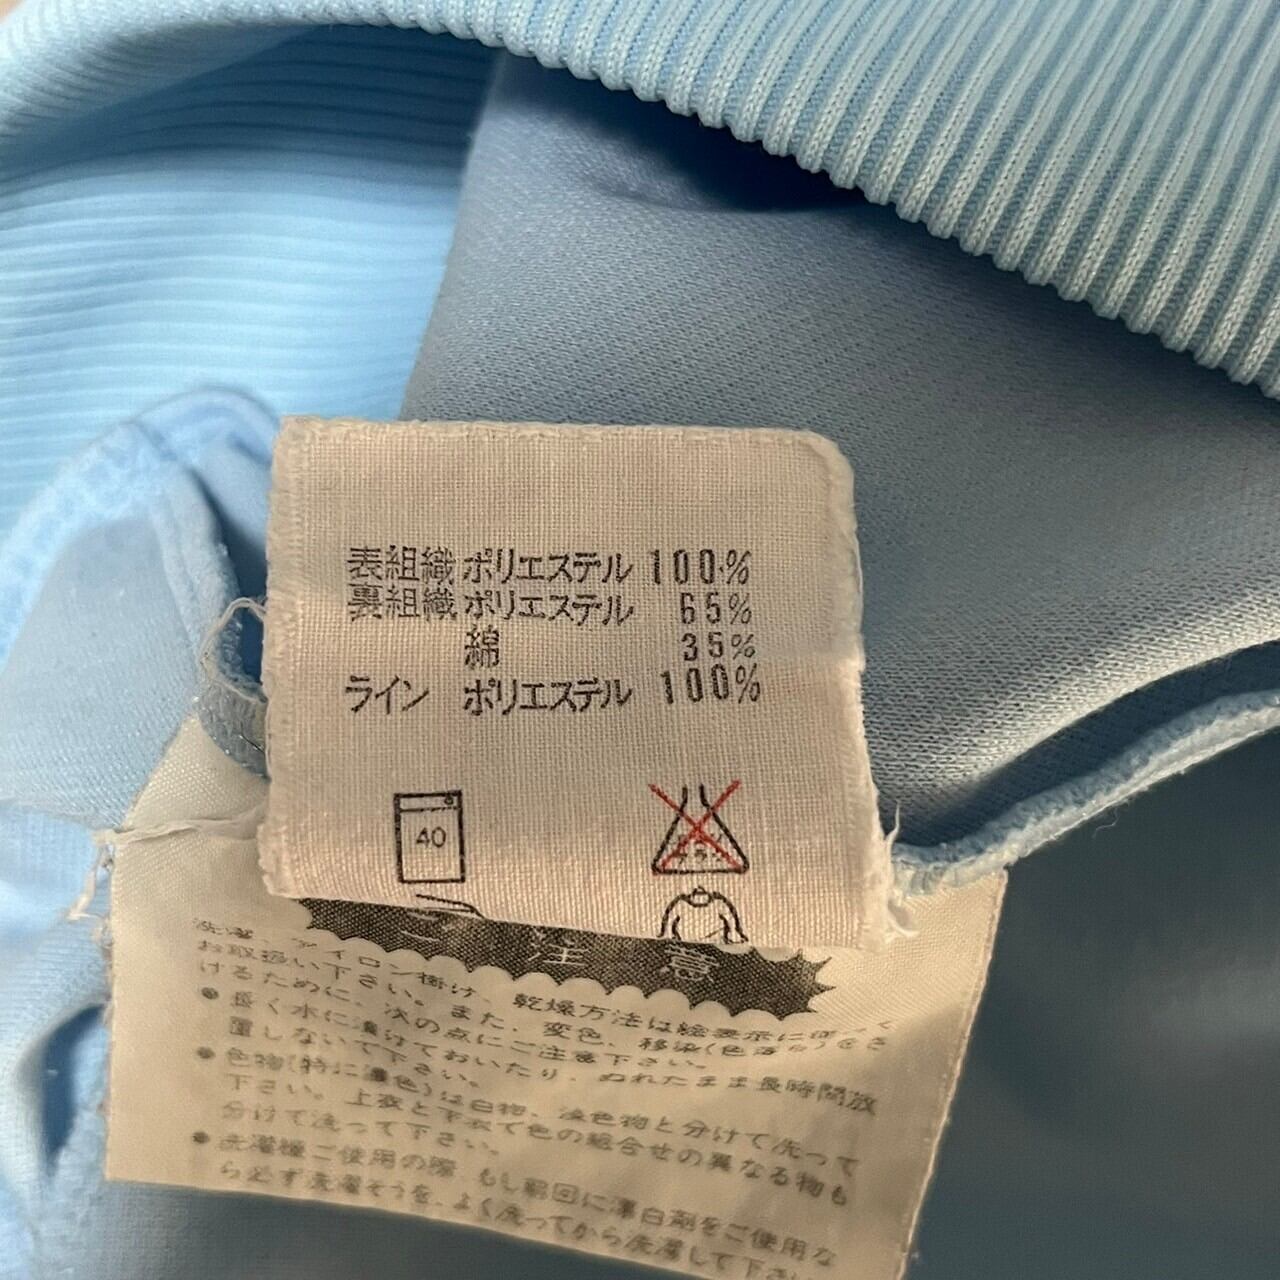 表組織 ポリエステル 100%
裏組織 ポリエステル 65%
綿 35%
ライン ポリエステル 100%
40
ご注意
洗濯、アイロン掛け、乾燥方法は絵表示に従って
お取扱い下さい。また、変色、移染(色落ち)をさ
けるために、次の点にご注意下さい。
●長く水に漬けておいたり、ぬれたまま長時間放
置しないで下さい。
●色物(特に濃色)は白物、淡色物と分けて洗って
下さい。上衣と下衣で色の組合せの異なる物も
分けて洗って下さい。
●洗濯機ご使用の際、もし前回に漂白剤をご使用な
ら必ず洗濯そうを、よく洗ってから洗濯して下さい